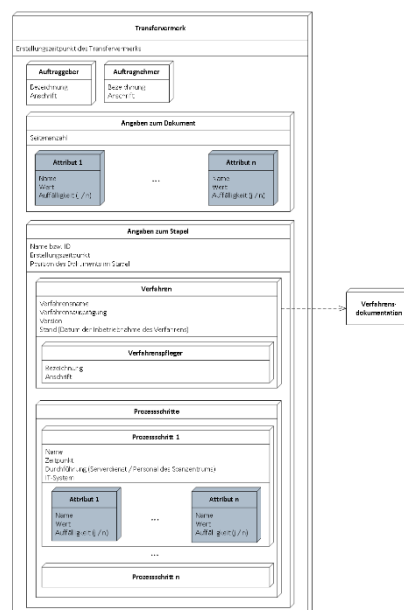 Transfervermerk
Erstellungszeitpunkt des Transfervermerks
Auftraggeber
Bezeichnung
Anschrift
Auftragnehmer
Bezeichnung
Anschrift
Angaben zum Dokument
Seitenanzahl
Attribut 1
Name
Wert
Auffälligkeit (j / n)
...
Attribut n
Name
Wert
Auffälligkeit (j / n)
Angaben zum Stapel
Name bzw. ID
Erstellungszeitpunkt
Position des Dokuments im Stapel
Verfahren
Verfahrensname
Verfahrensausprägung
Version
Stand (Datum der Inbetriebnahme des Verfahrens)
Verfahrens-
dokumentation
Verfahrenspfleger
Bezeichnung
Anschrift
Prozessschritte
Prozessschritt 1
Name
Zeitpunkt
Durchführung (Serverdienst / Personal des Scanzentrums)
IT-System
Attribut 1
Name
Wert
Auffälligkeit (j / n)
...
Attribut n
Name
Wert
Auffälligkeit (j / n)
...
Prozessschritt n